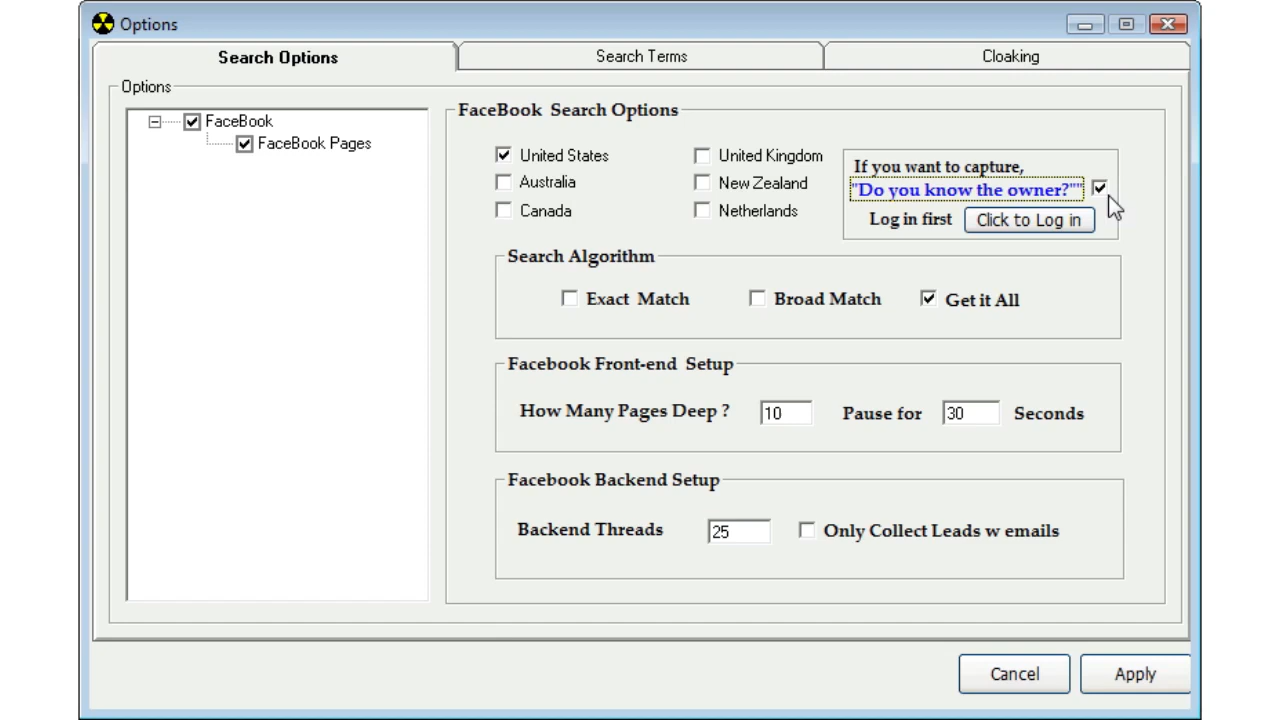 Options
Search Options
Search Terms
Cloaking
Options
FaceBook
FaceBook Pages
FaceBook Search Options
United States
United Kingdom
Australia
New Zealand
Canada
Netherlands
If you want to capture,
"Do you know the owner?""
Log in first
Click to Log in
Search Algorithm
Exact Match
Broad Match
Get it All
Facebook Front-end Setup
How Many Pages Deep ?
10
Pause for
30
Seconds
Facebook Backend Setup
Backend Threads
25
Only Collect Leads w emails
Cancel
Apply